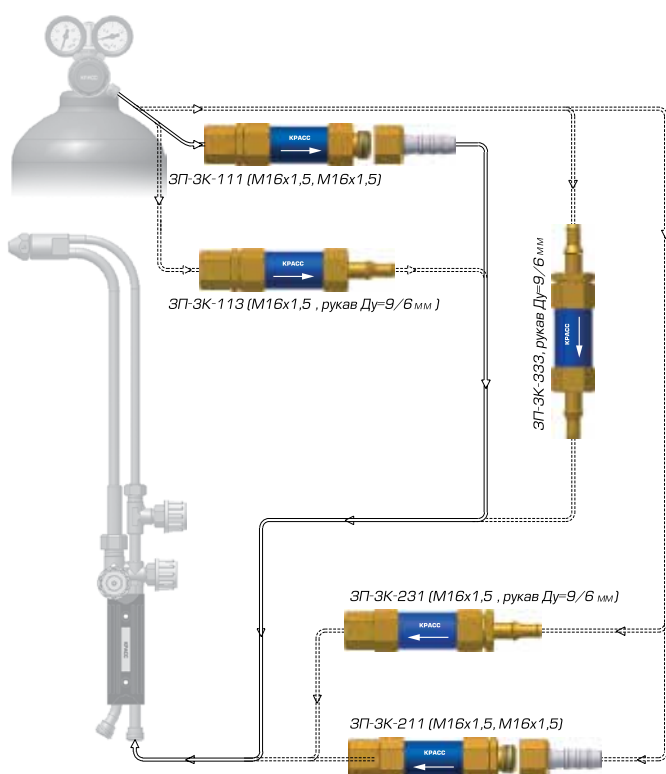 КРАСС
КРАСС
ЗП-ЗК-111 (М16х1,5, М16х1,5)
КРАСС
ЗП-ЗК-113 (М16х1,5 , рукав Ду=9/6 мм )
КРАСС
ЗП-ЗК-333, рукав Ду=9/6 мм
ЗП-ЗК-231 (М16х1,5 , рукав Ду=9/6 мм )
КРАСС
КРАСС
ЗП-ЗК-211 (М16х1,5, М16х1,5)
КРАСС